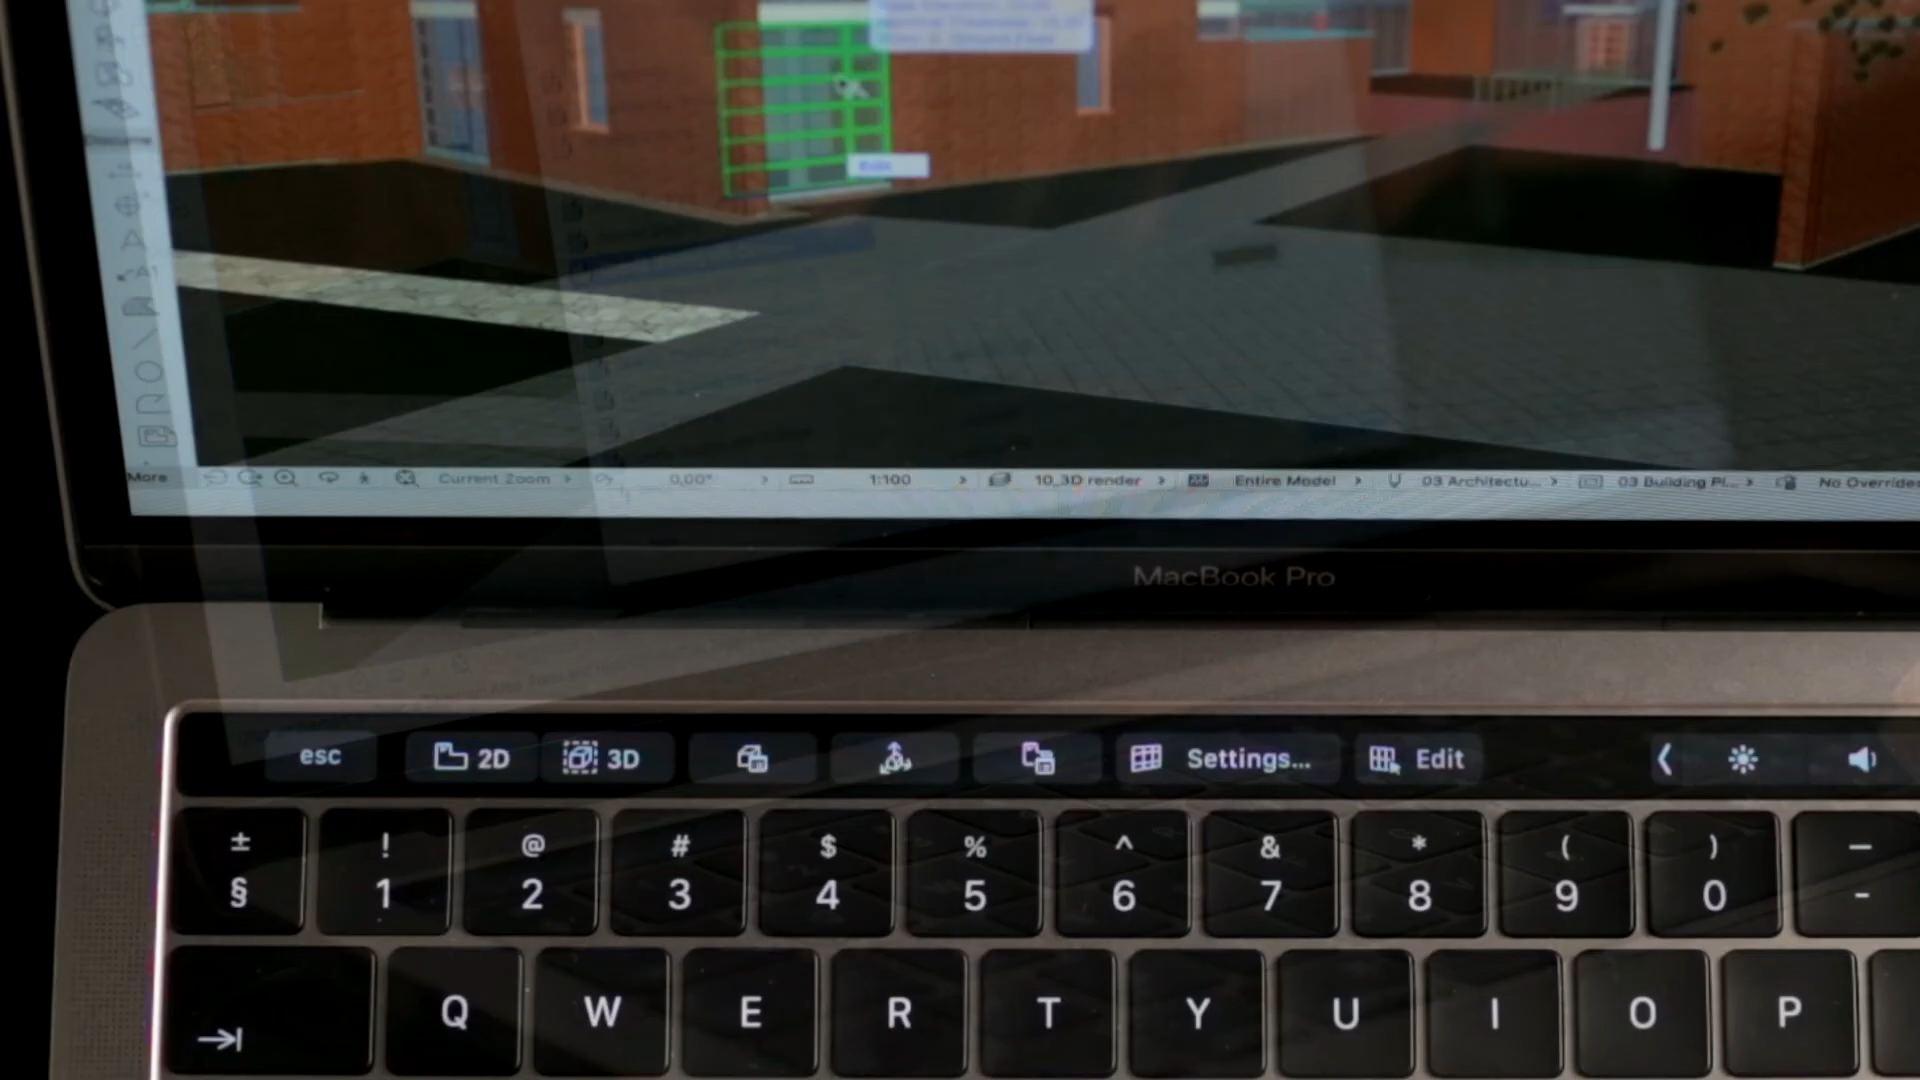 A1
More Current Zoom 0,00° 1:100 10_3D render Entire Model 03 Architectu... 03 Building Pl... No Overrides
MacBook Pro
esc 2D 3D Settings... Edit
± ! @ # $ % ^ & * ( ) —
§ 1 2 3 4 5 6 7 8 9 0 -
Q W E R T Y U I O P